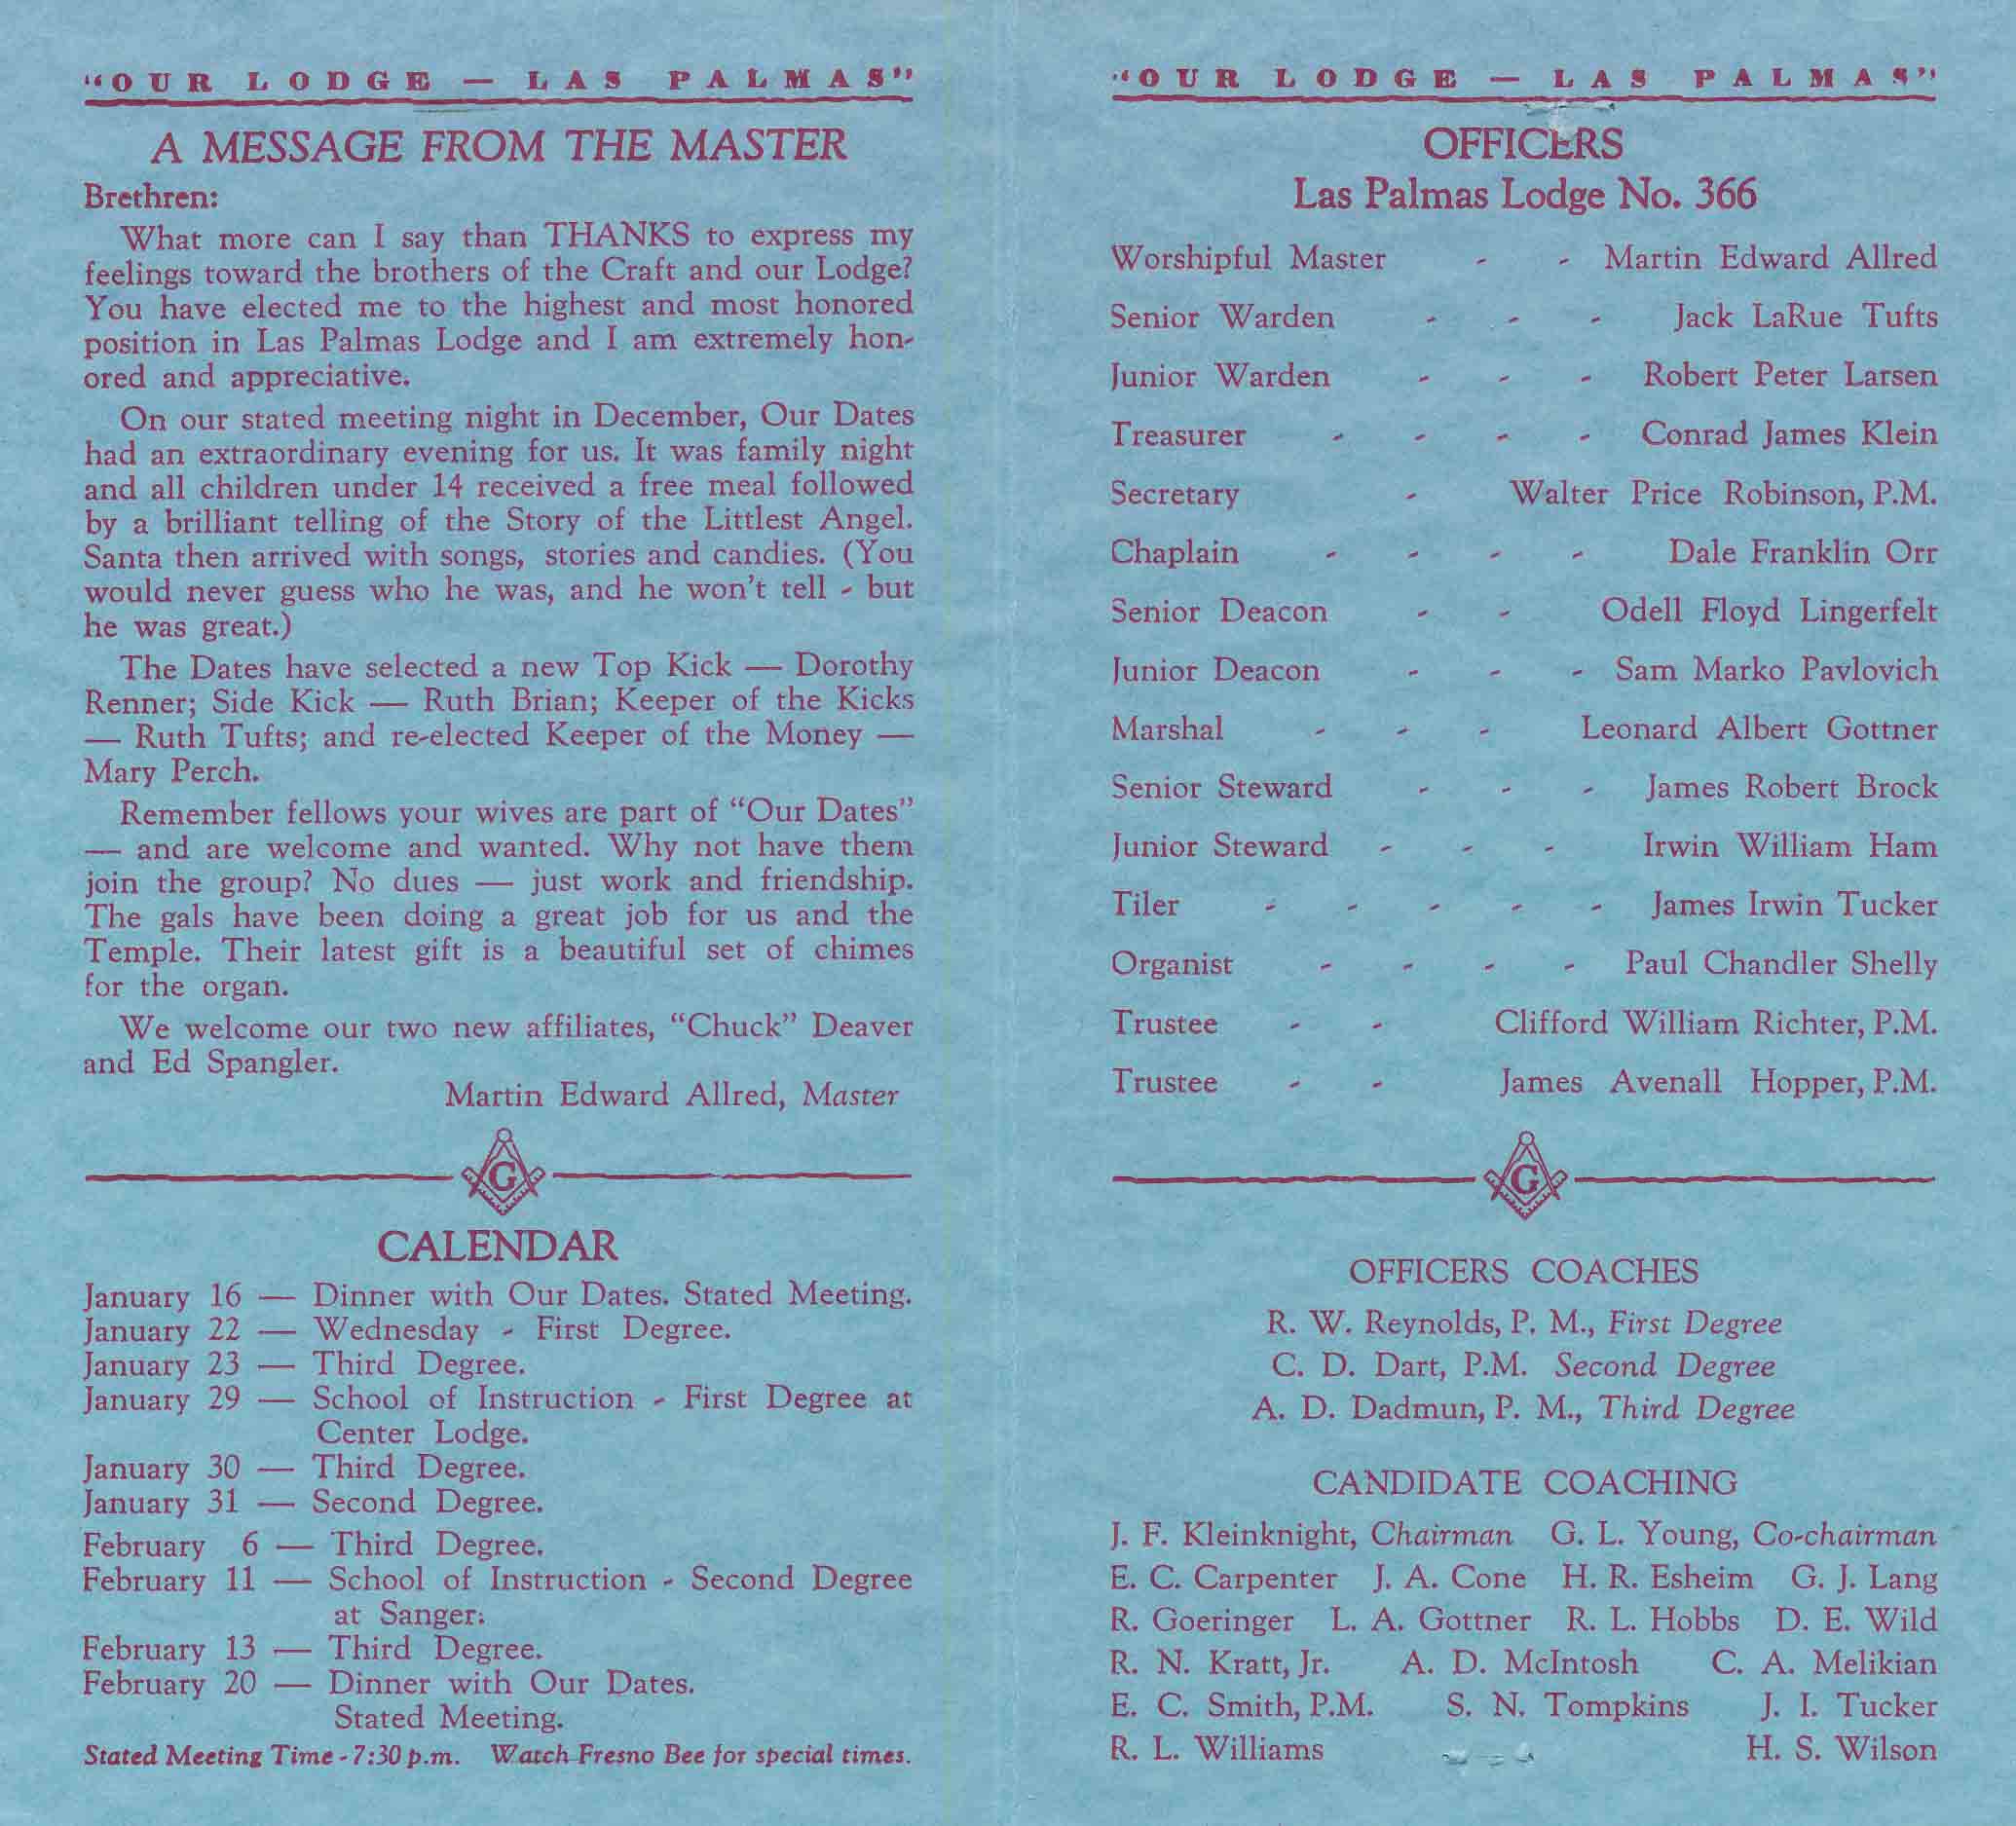 "OUR LODGE — LAS PALMAS"
A MESSAGE FROM THE MASTER
Brethren:
What more can I say than THANKS to express my
feelings toward the brothers of the Craft and our Lodge?
You have elected me to the highest and most honored
position in Las Palmas Lodge and I am extremely hon-
ored and appreciative.
On our stated meeting night in December, Our Dates
had an extraordinary evening for us. It was family night
and all children under 14 received a free meal followed
by a brilliant telling of the Story of the Littlest Angel.
Santa then arrived with songs, stories and candies. (You
would never guess who he was, and he won't tell - but
he was great.)
The Dates have selected a new Top Kick — Dorothy
Renner; Side Kick — Ruth Brian; Keeper of the Kicks
— Ruth Tufts; and re-elected Keeper of the Money —
Mary Perch.
Remember fellows your wives are part of "Our Dates"
— and are welcome and wanted. Why not have them
join the group? No dues — just work and friendship.
The gals have been doing a great job for us and the
Temple. Their latest gift is a beautiful set of chimes
for the organ.
We welcome our two new affiliates, "Chuck" Deaver
and Ed Spangler.
Martin Edward Allred, Master
G
CALENDAR
January 16 — Dinner with Our Dates. Stated Meeting.
January 22 — Wednesday - First Degree.
January 23 — Third Degree.
January 29 — School of Instruction - First Degree at
Center Lodge.
January 30 — Third Degree.
January 31 — Second Degree.
February 6 — Third Degree.
February 11 — School of Instruction - Second Degree
at Sanger.
February 13 — Third Degree.
February 20 — Dinner with Our Dates.
Stated Meeting.
Stated Meeting Time - 7:30 p.m. Watch Fresno Bee for special times.
"OUR LODGE — LAS PALMAS"
OFFICERS
Las Palmas Lodge No. 366
Worshipful Master - - Martin Edward Allred
Senior Warden - - - Jack LaRue Tufts
Junior Warden - - - Robert Peter Larsen
Treasurer - - - - Conrad James Klein
Secretary - Walter Price Robinson, P.M.
Chaplain - - - - Dale Franklin Orr
Senior Deacon - - Odell Floyd Lingerfelt
Junior Deacon - - - Sam Marko Pavlovich
Marshal - - - Leonard Albert Gottner
Senior Steward - - - James Robert Brock
Junior Steward - - - Irwin William Ham
Tiler - - - - - James Irwin Tucker
Organist - - - - Paul Chandler Shelly
Trustee - - Clifford William Richter, P.M.
Trustee - - James Avenall Hopper, P.M.
G
OFFICERS COACHES
R. W. Reynolds, P. M., First Degree
C. D. Dart, P.M. Second Degree
A. D. Dadmun, P. M., Third Degree
CANDIDATE COACHING
J. F. Kleinknight, Chairman G. L. Young, Co-chairman
E. C. Carpenter J. A. Cone H. R. Esheim G. J. Lang
R. Goeringer L. A. Gottner R. L. Hobbs D. E. Wild
R. N. Kratt, Jr. A. D. McIntosh C. A. Melikian
E. C. Smith, P.M. S. N. Tompkins J. I. Tucker
R. L. Williams - - - H. S. Wilson